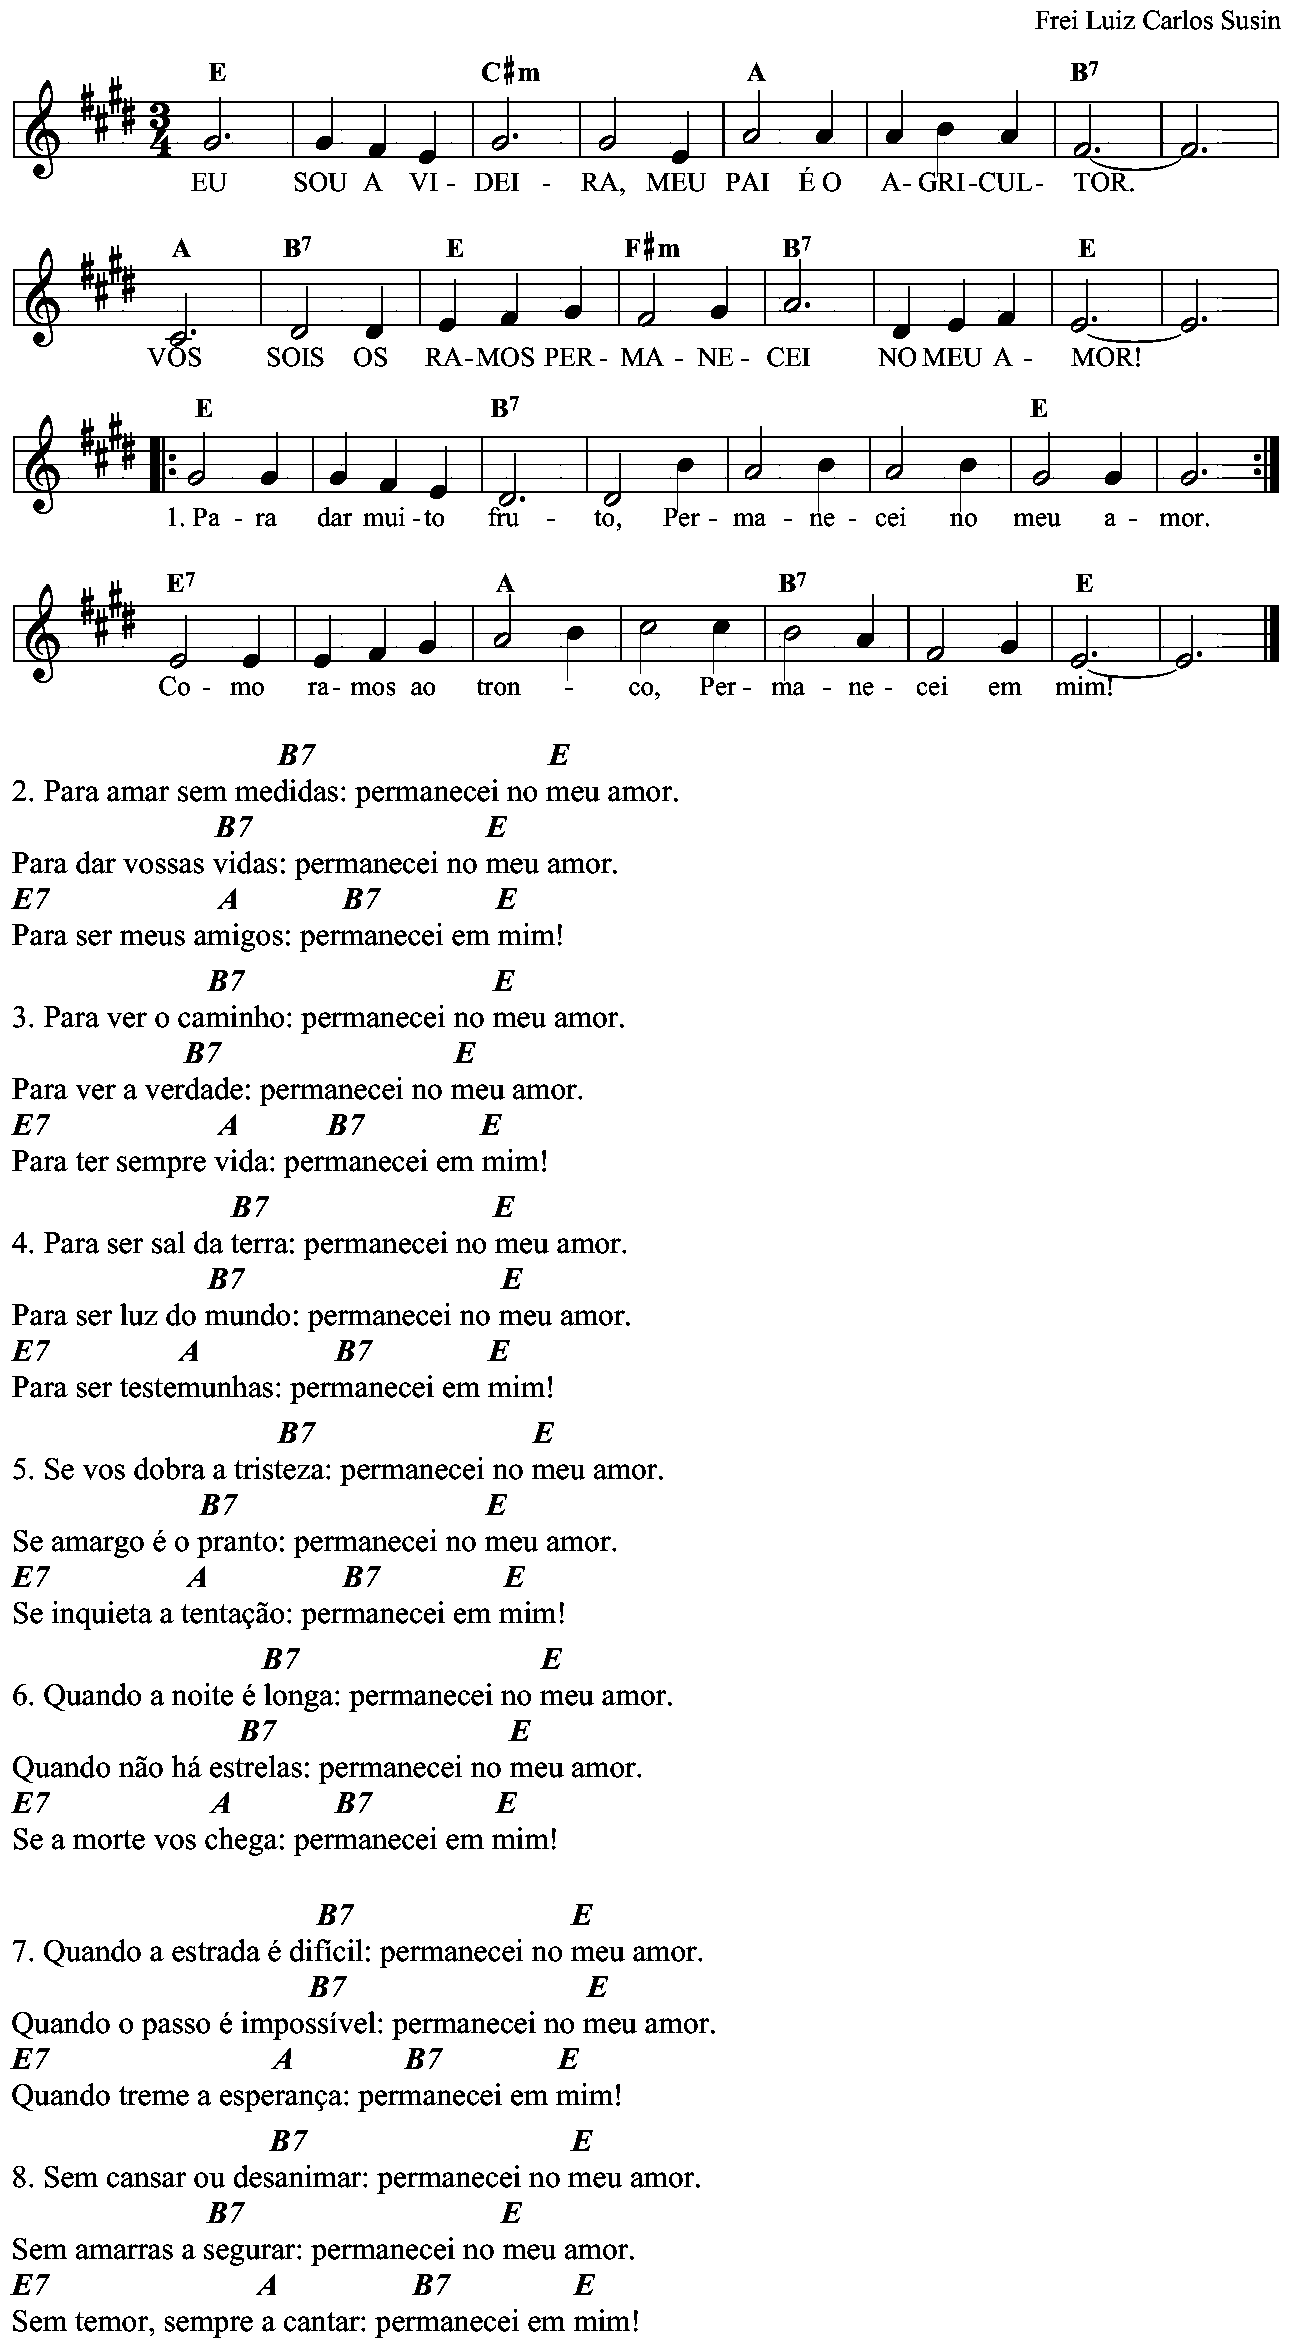 Frei Luiz Carlos Susin
E C#m A B7
3
4
EU SOU A VI - DEI - RA, MEU PAI É O A-GRI-CUL- TOR.
A B7 E F#m B7 E
VÓS SOIS OS RA-MOS PER- MA - NE - CEI NO MEU A - MOR!
E B7 E
1. Pa - ra dar mui-to fru - to, Per- ma - ne - cei no meu a - mor.
E7 A B7 E
Co - mo ra-mos ao tron - co, Per- ma - ne - cei em mim!
B7 E
2. Para amar sem medidas: permanecei no meu amor.
B7 E
Para dar vossas vidas: permanecei no meu amor.
E7 A B7 E
Para ser meus amigos: permanecei em mim!
B7 E
3. Para ver o caminho: permanecei no meu amor.
B7 E
Para ver a verdade: permanecei no meu amor.
E7 A B7 E
Para ter sempre vida: permanecei em mim!
B7 E
4. Para ser sal da terra: permanecei no meu amor.
B7 E
Para ser luz do mundo: permanecei no meu amor.
E7 A B7 E
Para ser testemunhas: permanecei em mim!
B7 E
5. Se vos dobra a tristeza: permanecei no meu amor.
B7 E
Se amargo é o pranto: permanecei no meu amor.
E7 A B7 E
Se inquieta a tentação: permanecei em mim!
B7 E
6. Quando a noite é longa: permanecei no meu amor.
B7 E
Quando não há estrelas: permanecei no meu amor.
E7 A B7 E
Se a morte vos chega: permanecei em mim!
B7 E
7. Quando a estrada é difícil: permanecei no meu amor.
B7 E
Quando o passo é impossível: permanecei no meu amor.
E7 A B7 E
Quando treme a esperança: permanecei em mim!
B7 E
8. Sem cansar ou desanimar: permanecei no meu amor.
B7 E
Sem amarras a segurar: permanecei no meu amor.
E7 A B7 E
Sem temor, sempre a cantar: permanecei em mim!